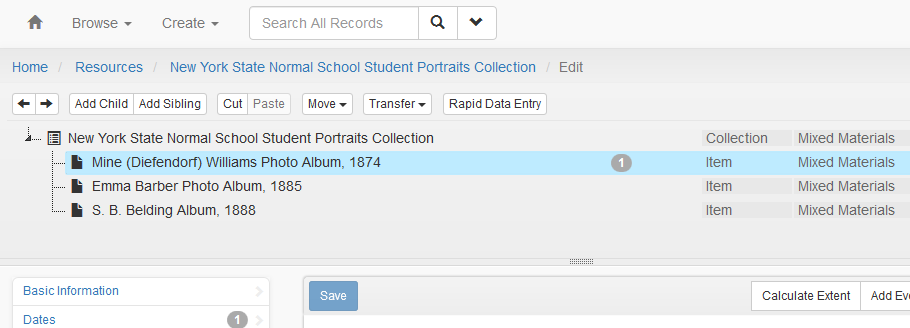 Browse Create Search All Records
Home / Resources / New York State Normal School Student Portraits Collection / Edit
Add Child Add Sibling Cut Paste Move Transfer Rapid Data Entry
New York State Normal School Student Portraits Collection Collection Mixed Materials
Mine (Diefendorf) Williams Photo Album, 1874 1 Item Mixed Materials
Emma Barber Photo Album, 1885 Item Mixed Materials
S. B. Belding Album, 1888 Item Mixed Materials
Basic Information
Save Calculate Extent Add Eve
Dates 1